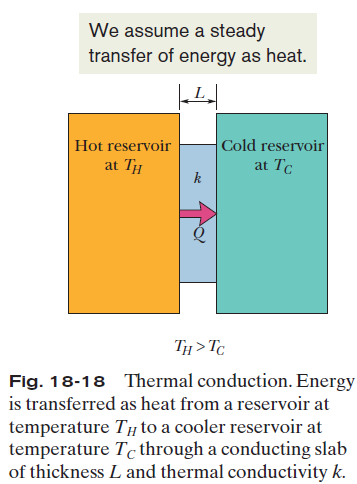 We assume a steady
transfer of energy as heat.
L
Hot reservoir
at T_H
Cold reservoir
at T_C
k
Q
T_H > T_C
Fig. 18-18 Thermal conduction. Energy
is transferred as heat from a reservoir at
temperature T_H to a cooler reservoir at
temperature T_C through a conducting slab
of thickness L and thermal conductivity k.